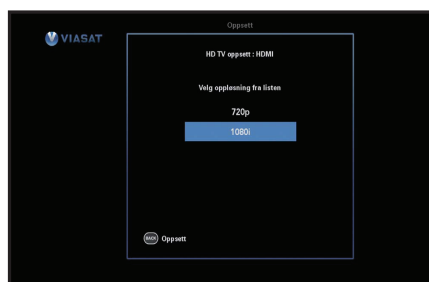 Oppsett
VIASAT
HD TV oppsett : HDMI
Velg oppløsning fra listen
720p
1080i
BACK Oppsett